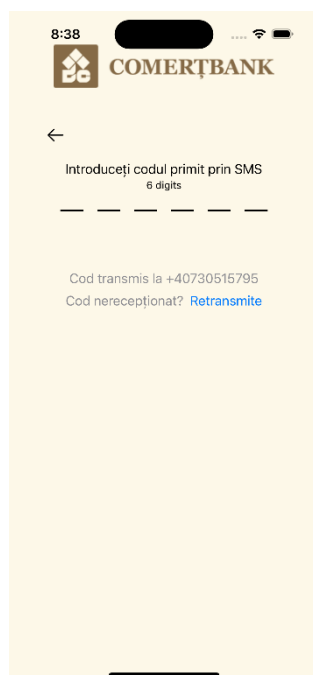 8:38
COMERȚBANK
Introduceți codul primit prin SMS
6 digits
Cod transmis la +40730515795
Cod nerecepționat? Retransmite